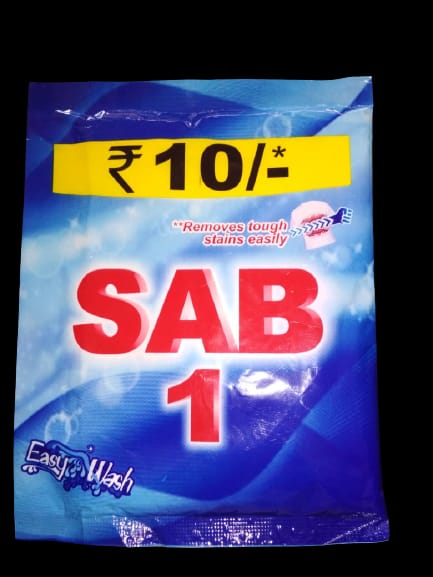 ₹ 10/-*
**Removes tough
stains easily
SAB
1
Easy Wash*